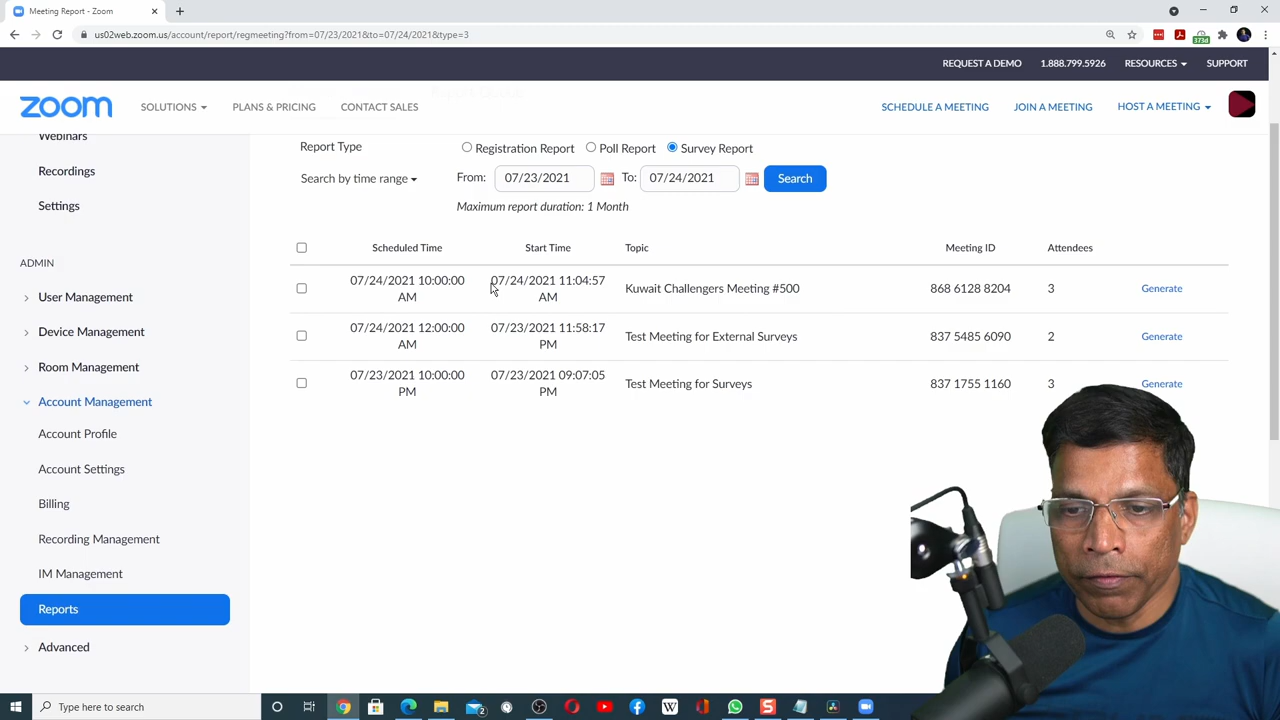 Meeting Report - Zoom
us02web.zoom.us/account/report/regmeeting?from=07/23/2021&to=07/24/2021&type=3
373d
REQUEST A DEMO 1.888.799.5926 RESOURCES SUPPORT
zoom SOLUTIONS PLANS & PRICING CONTACT SALES SCHEDULE A MEETING JOIN A MEETING HOST A MEETING
Webinars
Recordings
Settings
ADMIN
User Management
Device Management
Room Management
Account Management
Account Profile
Account Settings
Billing
Recording Management
IM Management
Reports
Advanced
Report Type Registration Report Poll Report Survey Report
Search by time range From: 07/23/2021 To: 07/24/2021 Search
Maximum report duration: 1 Month
Scheduled Time Start Time Topic Meeting ID Attendees
07/24/2021 10:00:00 AM 07/24/2021 11:04:57 AM Kuwait Challengers Meeting #500 868 6128 8204 3 Generate
07/24/2021 12:00:00 AM 07/23/2021 11:58:17 PM Test Meeting for External Surveys 837 5485 6090 2 Generate
07/23/2021 10:00:00 PM 07/23/2021 09:07:05 PM Test Meeting for Surveys 837 1755 1160 3 Generate
Type here to search